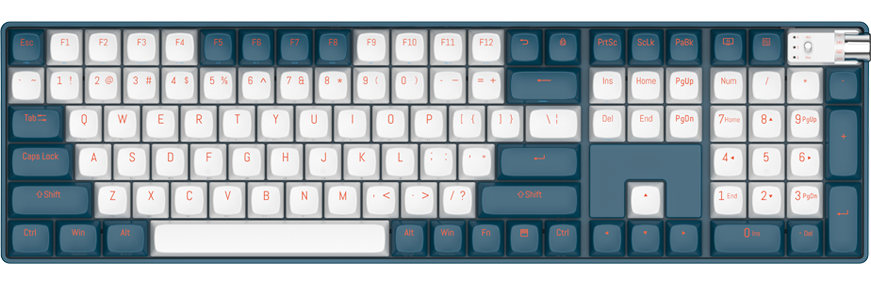 Esc F1 F2 F3 F4 F5 F6 F7 F8 F9 F10 F11 F12 PrtSc ScLk PaBk
` ~ 1 ! 2 @ 3 # 4 $ 5 % 6 ^ 7 & 8 * 9 ( 0 ) - _ = + Ins Home PgUp Num / * -
Tab Q W E R T Y U I O P [ { ] } \ | Del End PgDn 7 Home 8 9 PgUp +
Caps Lock A S D F G H J K L ; : ' " 4 5 6
Shift Z X C V B N M , < . > / ? Shift 1 End 2 3 PgDn
Ctrl Win Alt Alt Win Fn Ctrl 0 Ins . Del